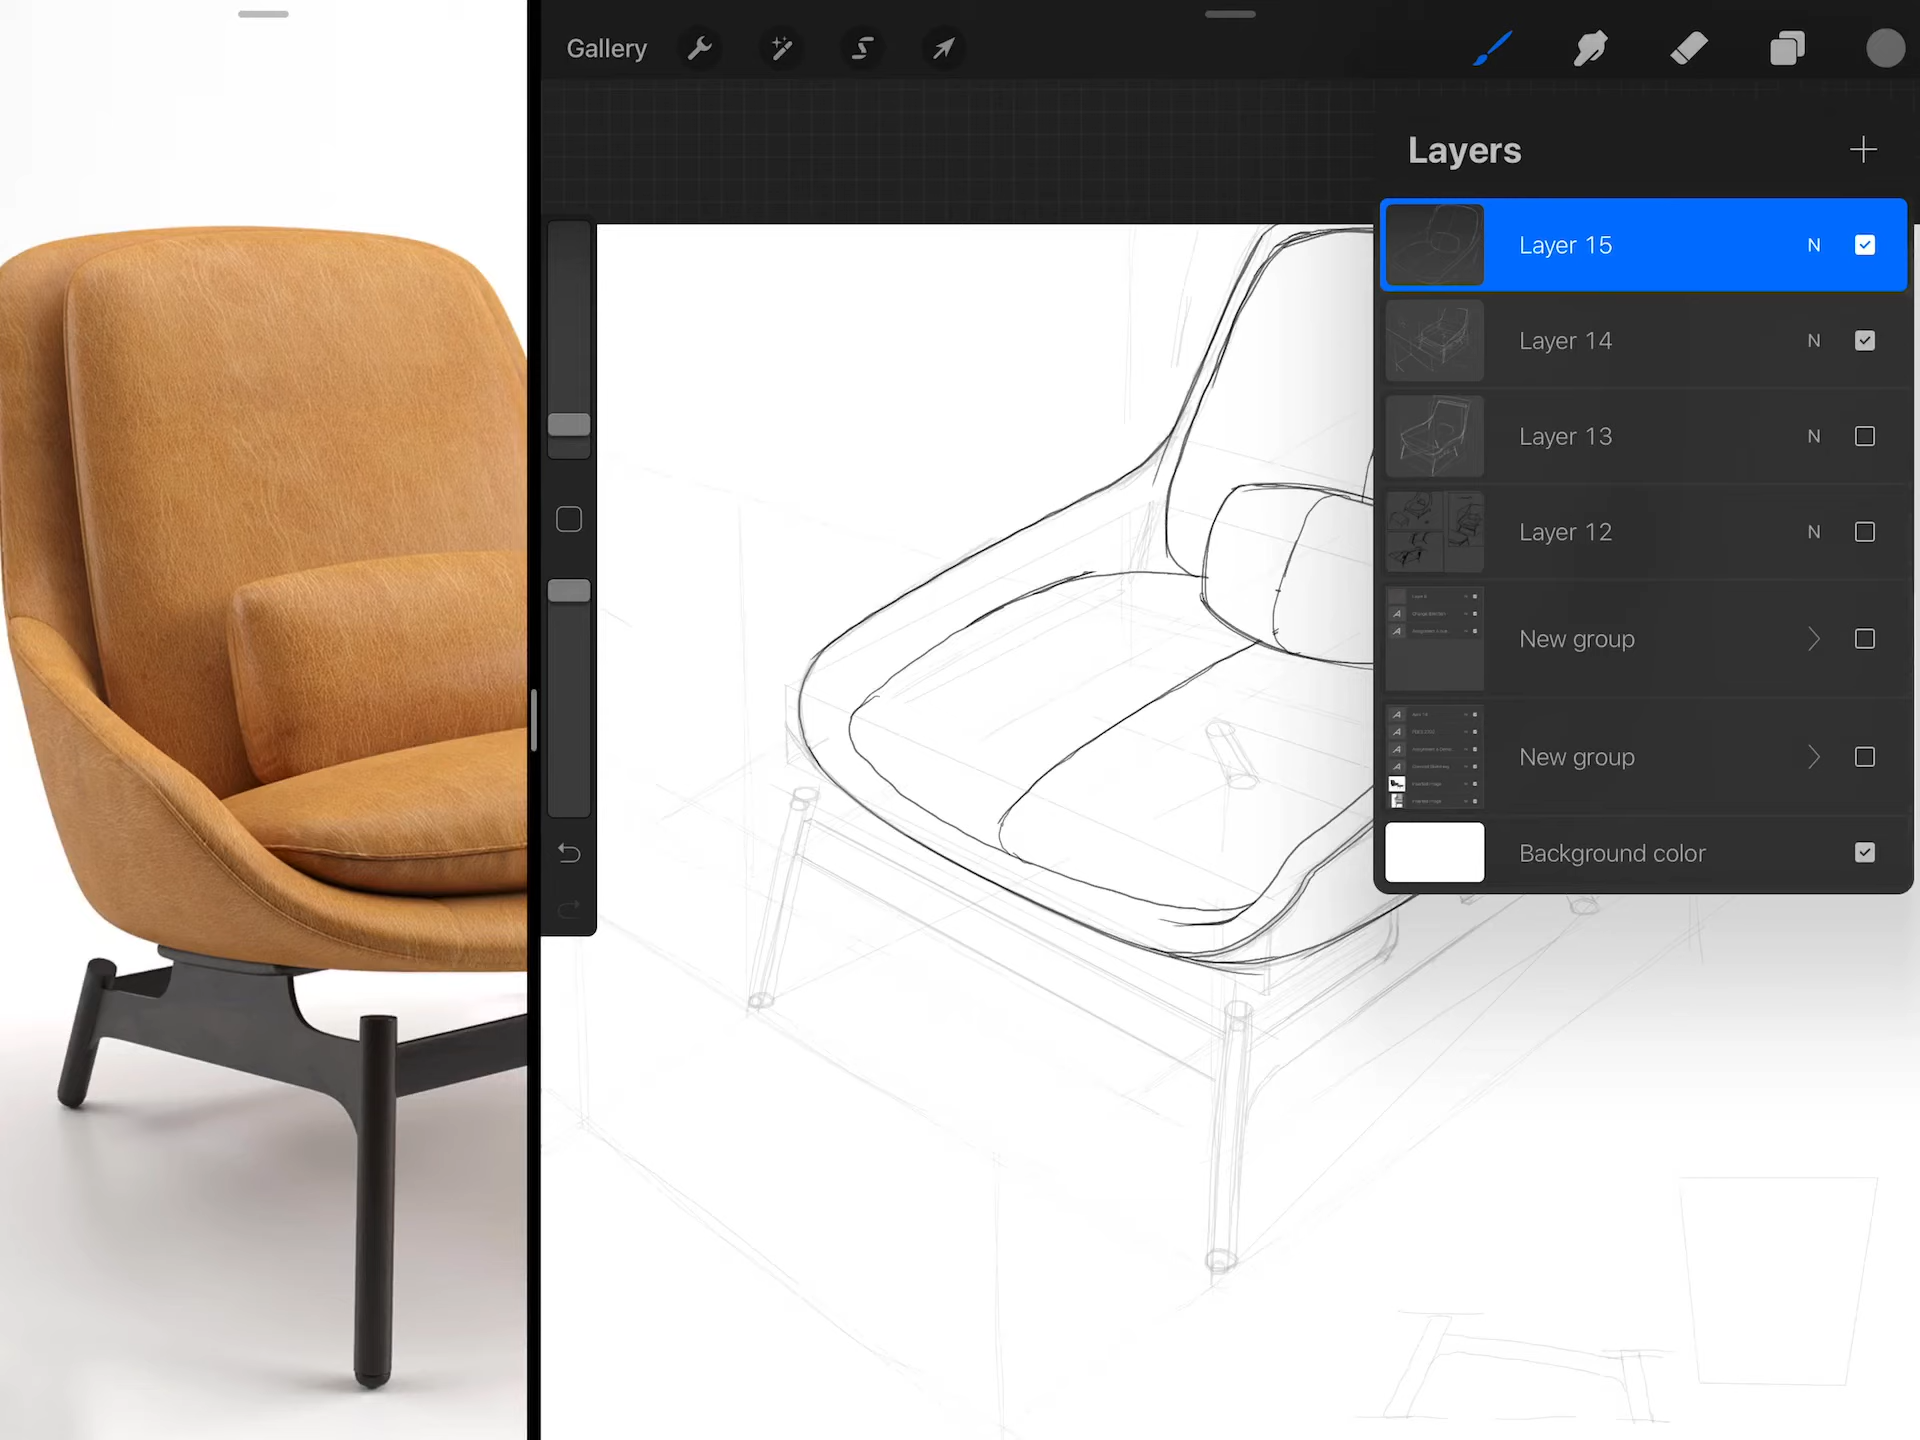 Gallery
Layers
Layer 15 N
Layer 14 N
Layer 13 N
Layer 12 N
New group
New group
Background color